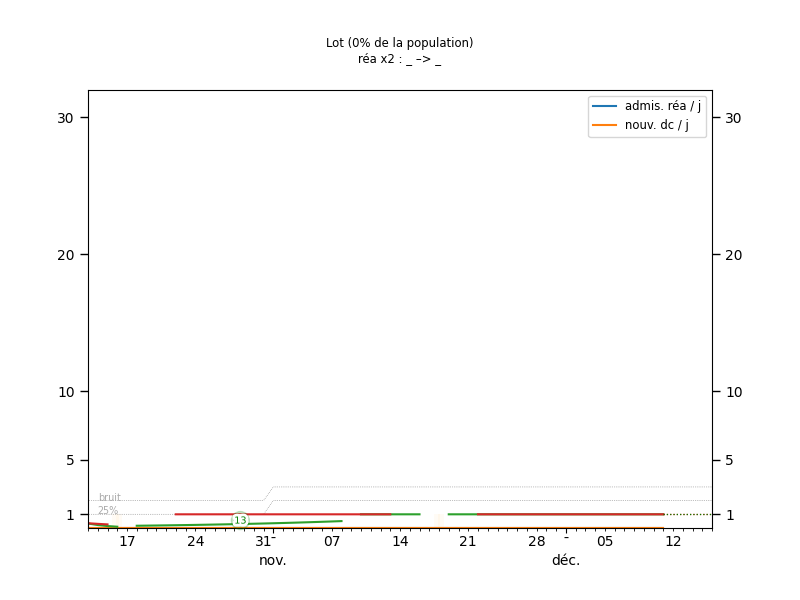 Lot (0% de la population)
réa x2 : _ –> _
admis. réa / j
nouv. dc / j
30 30
20 20
10 10
5 5
bruit
25%
1 13 1
17 24 31 07 14 21 28 05 12
nov. déc.